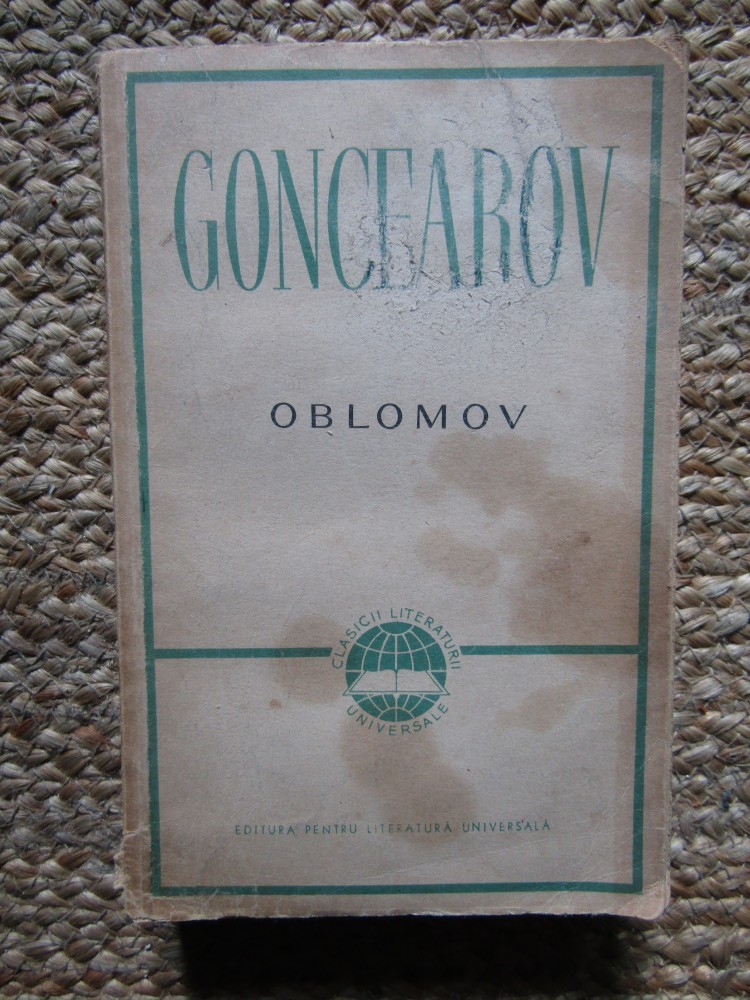 GONCEAROV
OBLOMOV
CLASICII LITERATURII
UNIVERSALE
EDITURA PENTRU LITERATURĂ UNIVERSALĂ